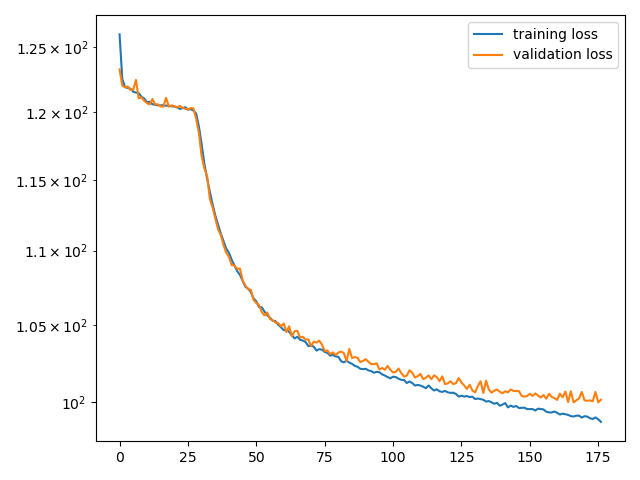 training loss
validation loss
1.25 × 10²
1.2 × 10²
1.15 × 10²
1.1 × 10²
1.05 × 10²
10²
0 25 50 75 100 125 150 175